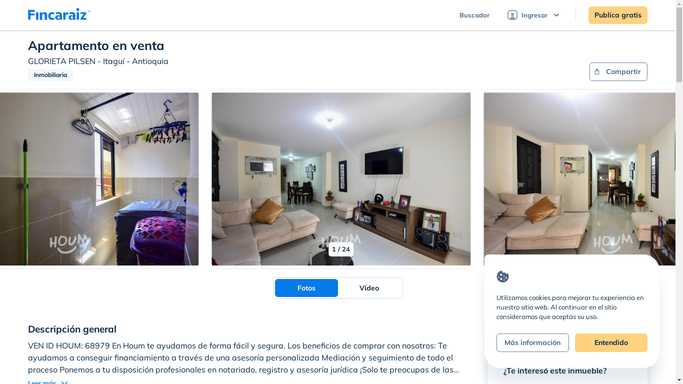 Fincaraiz
Buscador
Ingresar
Publica gratis
Apartamento en venta
GLORIETA PILSEN - Itaguí - Antioquia
Inmobiliaria
Compartir
HOUM
HOUM
HOUM
1 / 24
Fotos
Video
Descripción general
VEN ID HOUM: 68979 En Houm te ayudamos de forma fácil y segura. Los beneficios de comprar con nosotros: Te
ayudamos a conseguir financiamiento a través de una asesoría personalizada Mediación y seguimiento de todo el
proceso Ponemos a tu disposición profesionales en notariado, registro y asesoría jurídica ¡Solo te preocupas de las...
Leer más
Utilizamos cookies para mejorar tu experiencia en
nuestro sitio web. Al continuar en el sitio
consideramos que aceptas su uso.
Más información
Entendido
¿Te interesó este inmueble?